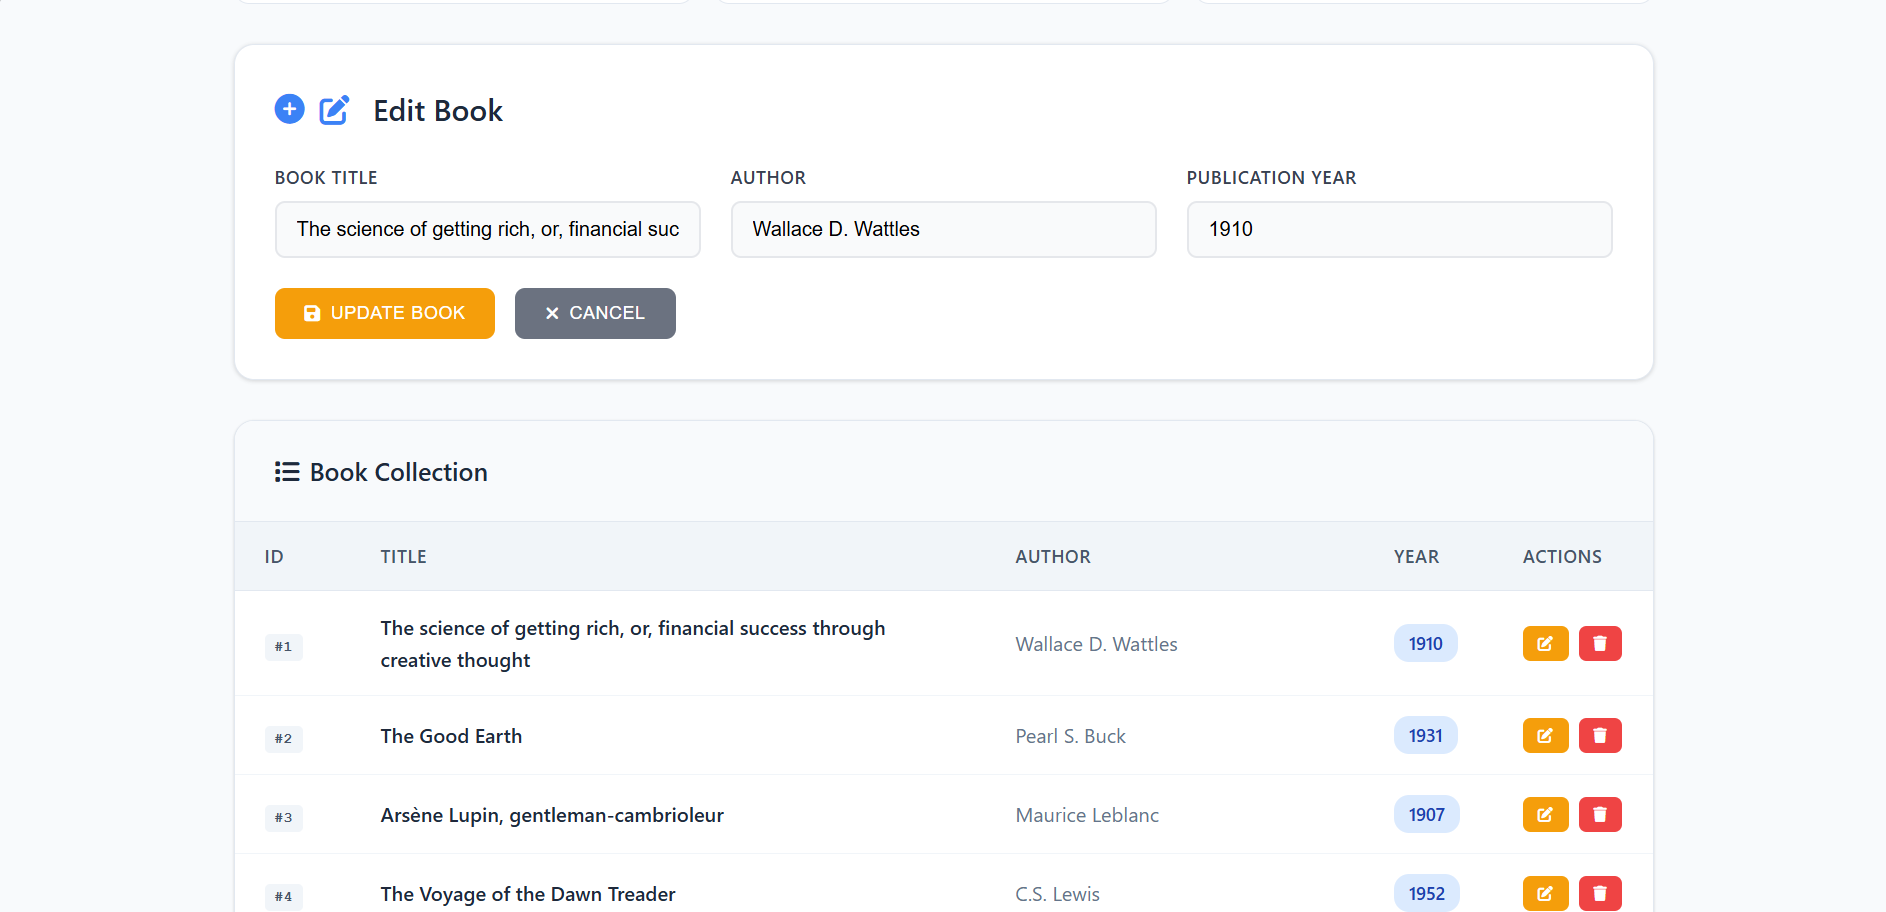 Edit Book
BOOK TITLE
AUTHOR
PUBLICATION YEAR
The science of getting rich, or, financial suc
Wallace D. Wattles
1910
UPDATE BOOK
CANCEL
Book Collection
ID
TITLE
AUTHOR
YEAR
ACTIONS
#1
The science of getting rich, or, financial success through
creative thought
Wallace D. Wattles
1910
#2
The Good Earth
Pearl S. Buck
1931
#3
Arsène Lupin, gentleman-cambrioleur
Maurice Leblanc
1907
#4
The Voyage of the Dawn Treader
C.S. Lewis
1952